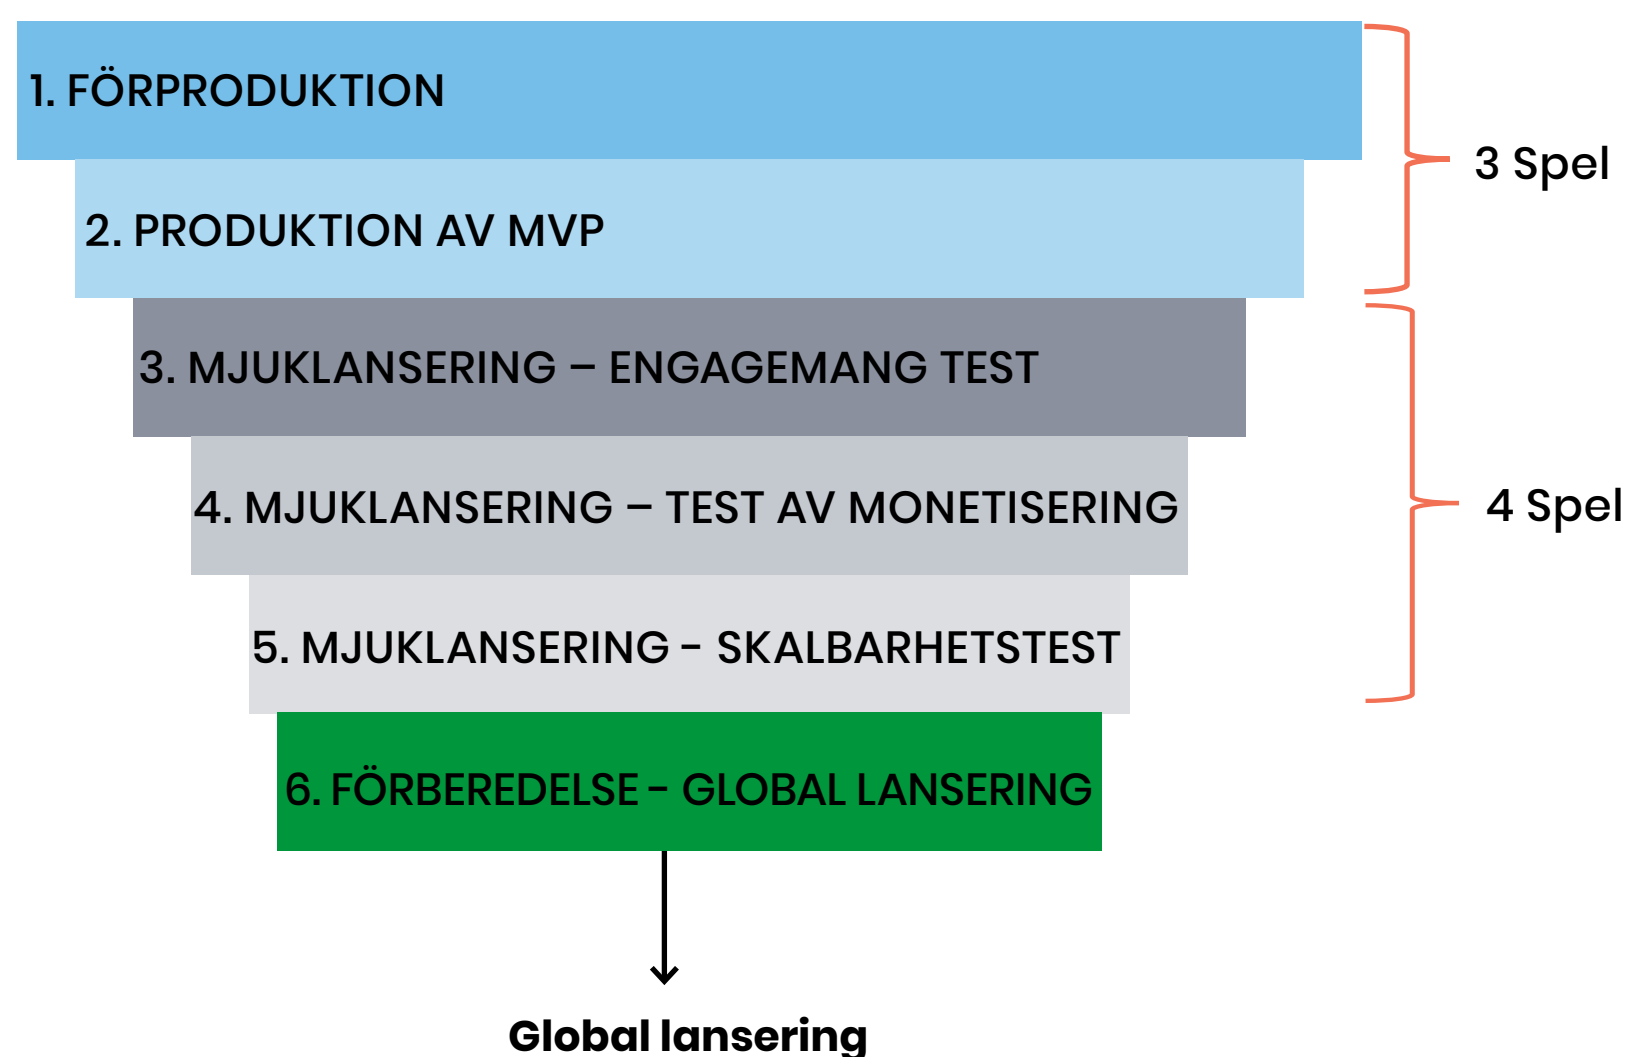 1. FÖRPRODUKTION
3 Spel
2. PRODUKTION AV MVP
3. MJUKLANSERING – ENGAGEMANG TEST
4. MJUKLANSERING – TEST AV MONETISERING
4 Spel
5. MJUKLANSERING - SKALBARHETSTEST
6. FÖRBEREDELSE - GLOBAL LANSERING
Global lansering